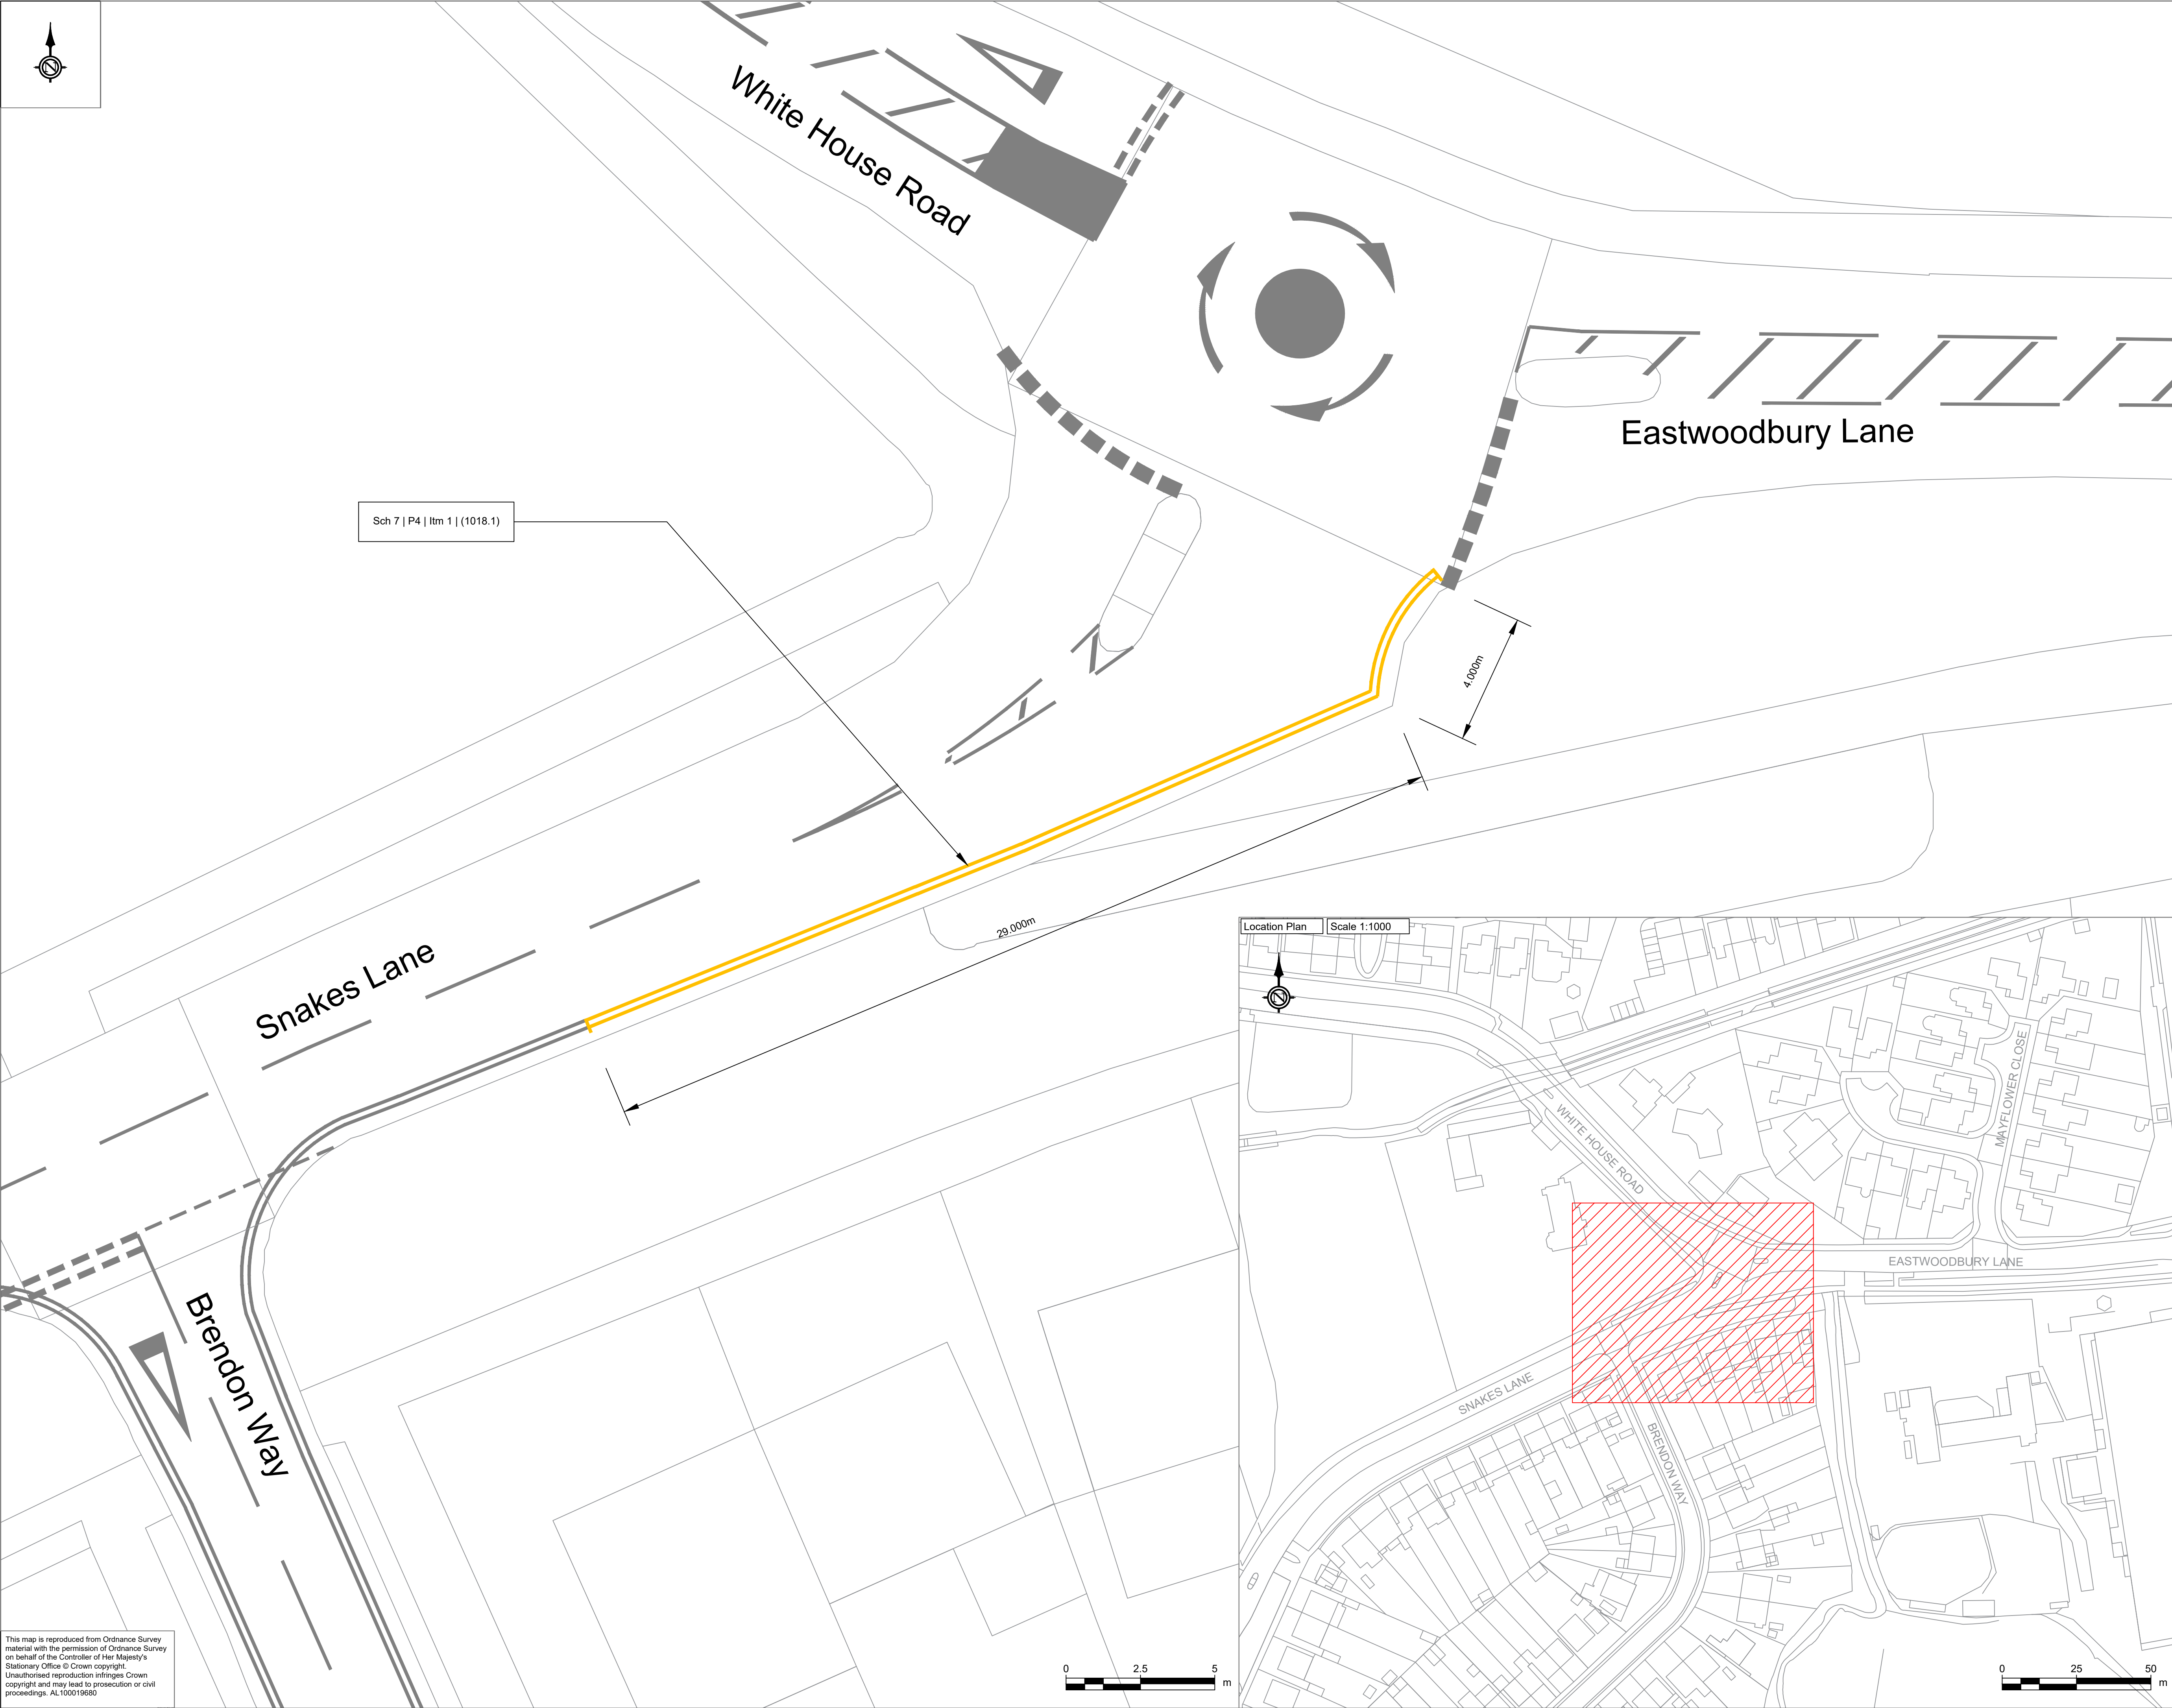 N
White House Road
Eastwoodbury Lane
Sch 7 | P4 | Itm 1 | (1018.1)
4.000m
29.000m
Snakes Lane
Brendon Way
Location Plan
Scale 1:1000
N
MAYFLOWER CLOSE
WHITE HOUSE ROAD
EASTWOODBURY LANE
SNAKES LANE
BRENDON WAY
This map is reproduced from Ordnance Survey
material with the permission of Ordnance Survey
on behalf of the Controller of Her Majesty's
Stationary Office © Crown copyright.
Unauthorised reproduction infringes Crown
copyright and may lead to prosecution or civil
proceedings. AL100019680
0 2.5 5
m
0 25 50
m